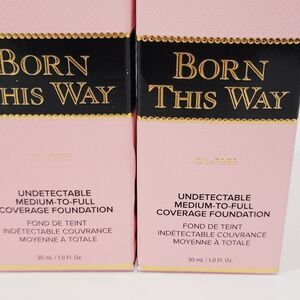 BORN
THIS WAY
OIL-FREE
UNDETECTABLE
MEDIUM-TO-FULL
COVERAGE FOUNDATION
FOND DE TEINT
INDÉTECTABLE COUVRANCE
MOYENNE À TOTALE
30 mL / 1.0 Fl. Oz.
BORN
THIS WAY
OIL-FREE
UNDETECTABLE
MEDIUM-TO-FULL
COVERAGE FOUNDATION
FOND DE TEINT
INDÉTECTABLE COUVRANCE
MOYENNE À TOTALE
30 mL / 1.0 Fl. Oz.